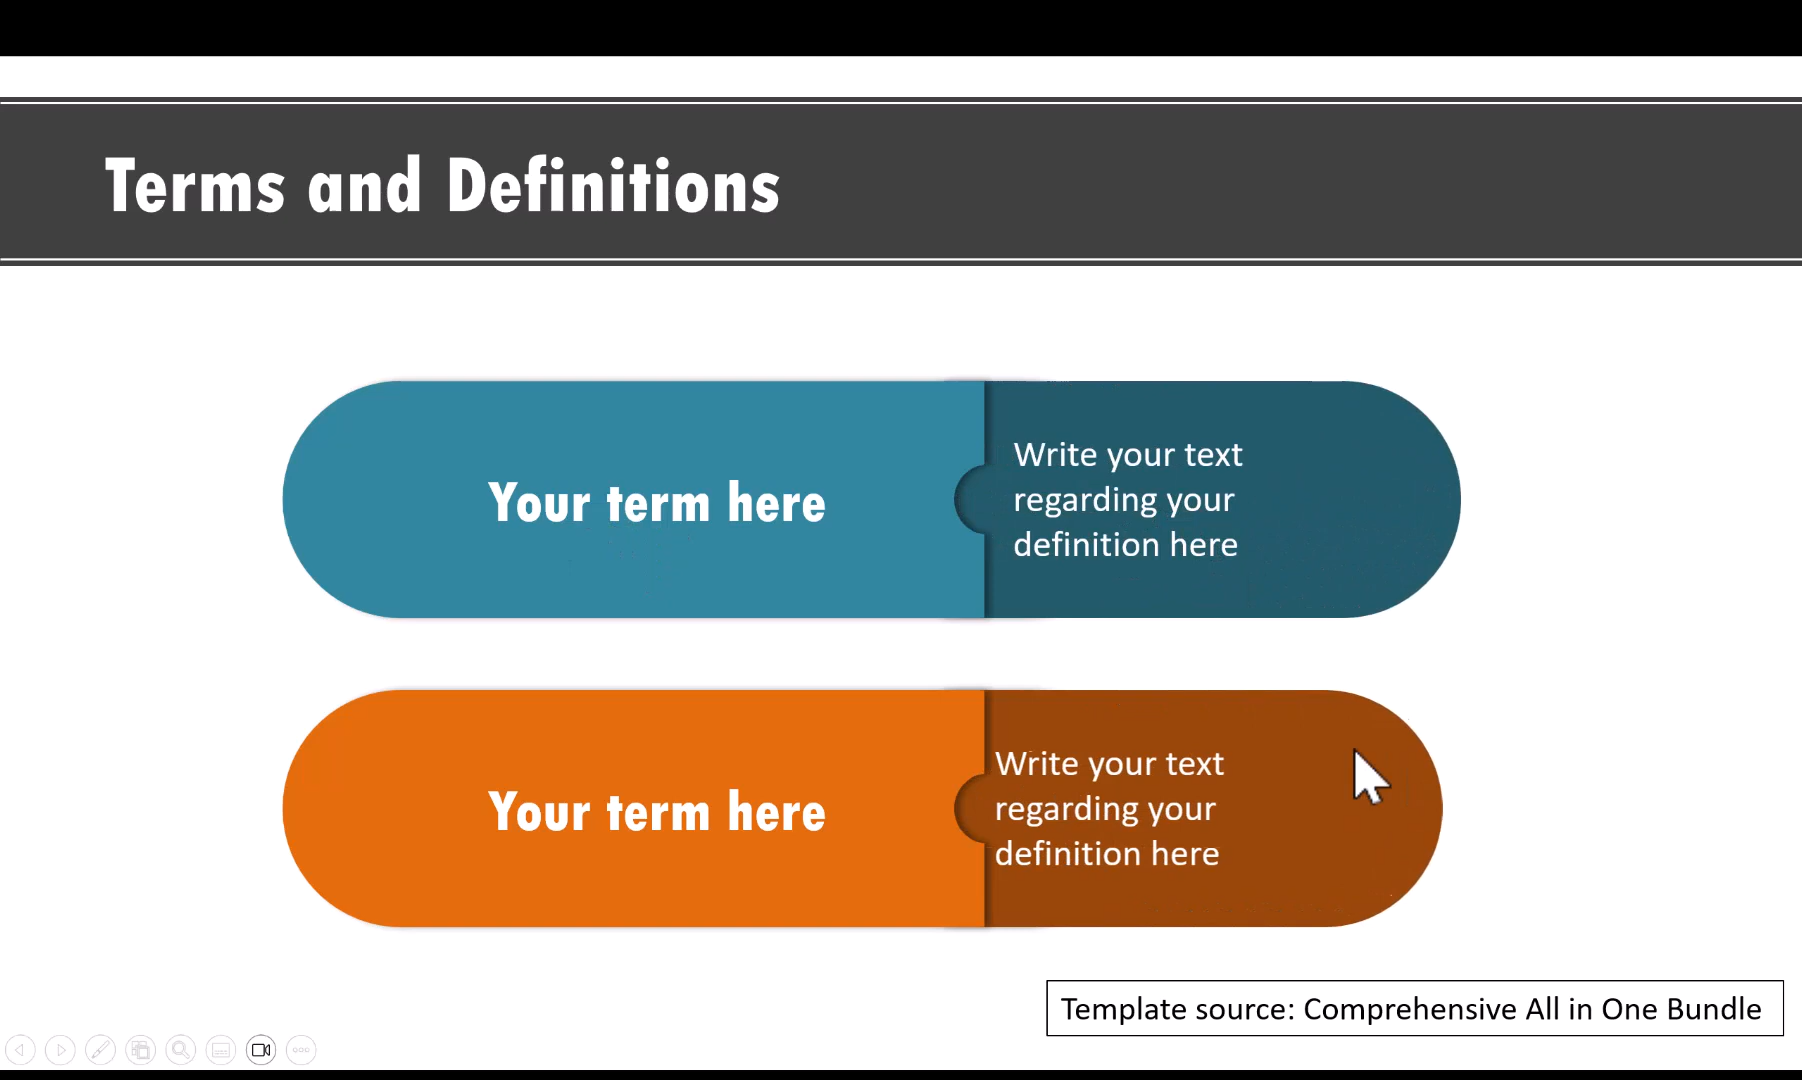 Terms and Definitions
Your term here
Write your text
regarding your
definition here
Your term here
Write your text
regarding your
definition here
Template source: Comprehensive All in One Bundle